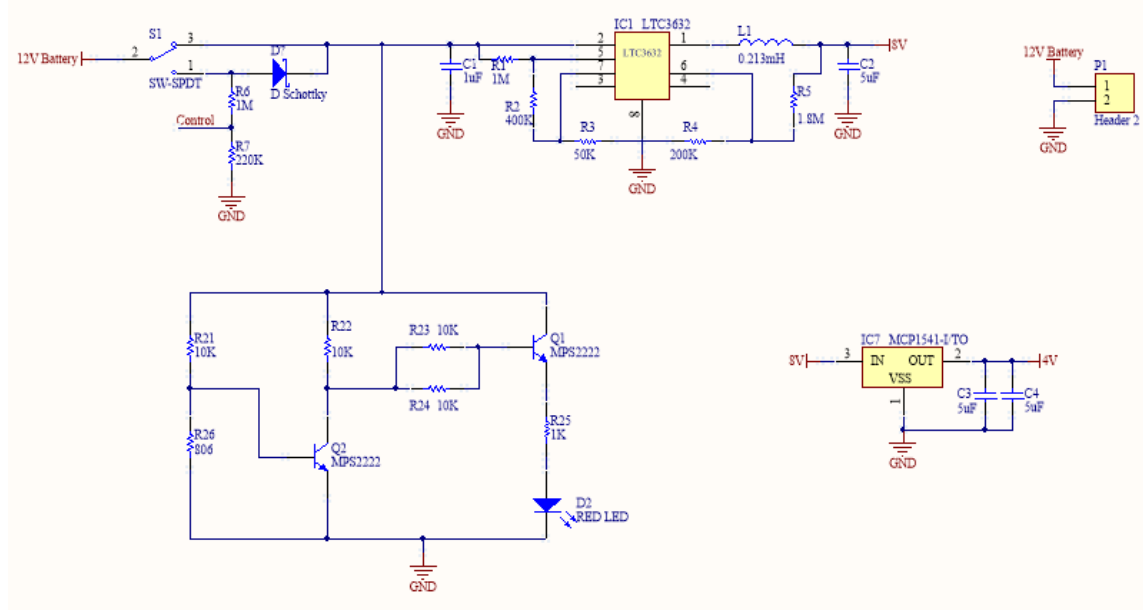 S1
3
2
12V Battery
1
SW-SPDT
D?
D Schottky
R6
1M
Control
R7
220K
GND
C1
1uF
GND
R1
1M
R2
400K
IC1 LTC3632
LTC3632
2
5
7
3
1
6
4
8
R3
50K
R4
200K
GND
L1
0.213mH
R5
1.8M
C2
5uF
8V
GND
12V Battery
P1
1
2
Header 2
GND
R21
10K
R22
10K
R23 10K
R24 10K
Q1
MPS2222
R25
1K
R26
806
Q2
MPS2222
D2
RED LED
GND
IC7 MCP1541-I/TO
8V
3
IN OUT
VSS
2
4V
1
C3
5uF
C4
5uF
GND